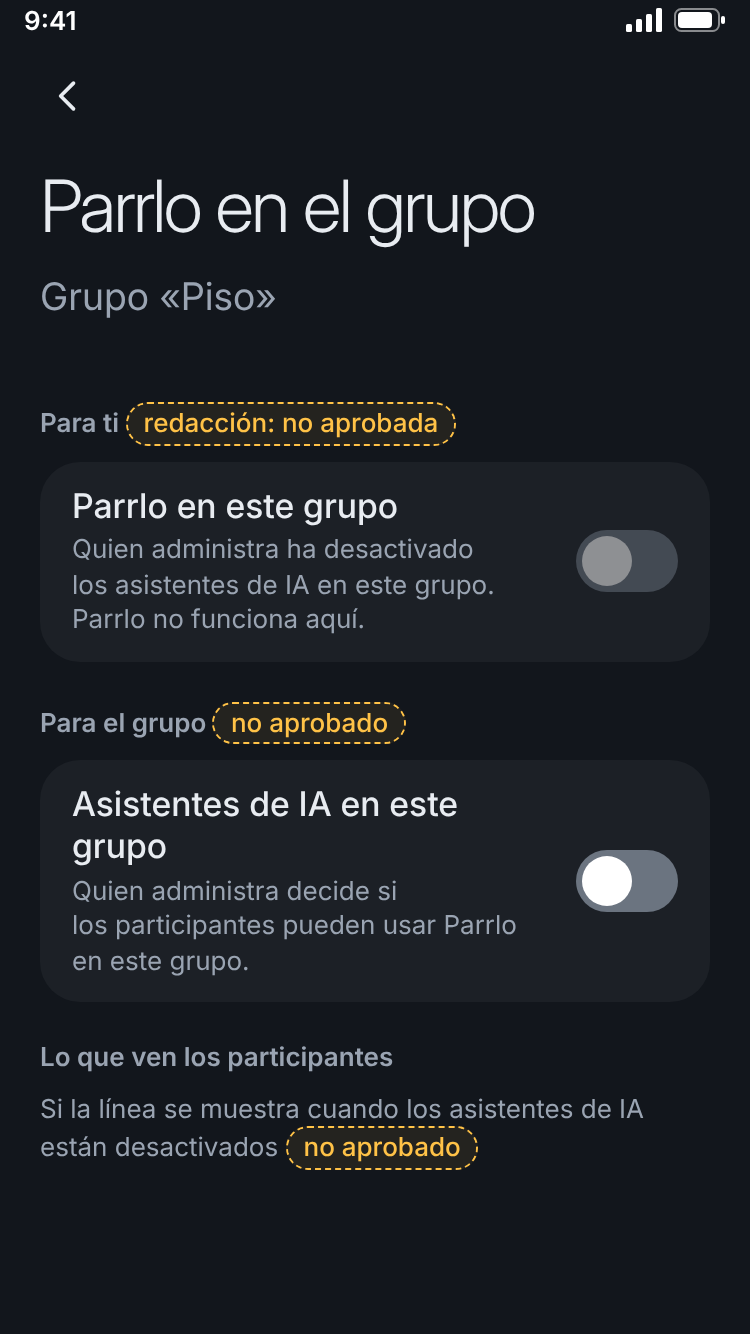 9:41
Parrlo en el grupo
Grupo «Piso»
Para ti redacción: no aprobada
Parrlo en este grupo
Quien administra ha desactivado
los asistentes de IA en este grupo.
Parrlo no funciona aquí.
Para el grupo no aprobado
Asistentes de IA en este
grupo
Quien administra decide si
los participantes pueden usar Parrlo
en este grupo.
Lo que ven los participantes
Si la línea se muestra cuando los asistentes de IA
están desactivados no aprobado